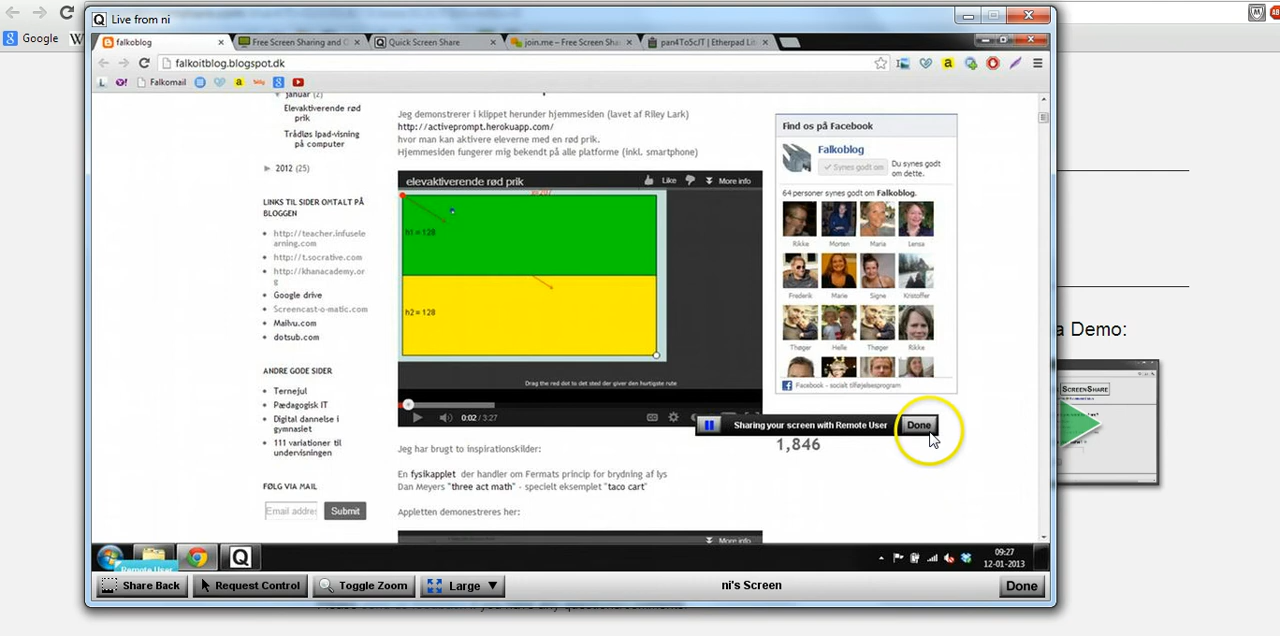 Google
W
Live from ni
falkoblog
Free Screen Sharing and O
Quick Screen Share
join.me – Free Screen Sha
pan4To5cJT | Etherpad Li
falkoitblog.blogspot.dk
Falkomail
januar (2)
Elevaktiverende rød
prik
Trådløs Ipad-visning
på computer
2012 (25)
LINKS TIL SIDER OMTALT PÅ
BLOGGEN
http://teacher.infusele
arning.com
http://t.socrative.com
http://khanacademy.or
g
Google drive
Screencast-o-matic.com
Mailvu.com
dotsub.com
ANDRE GODE SIDER
Ternejul
Pædagogisk IT
Digital dannelse i
gymnasiet
111 variationer til
undervisningen
FØLG VIA MAIL
Email addres
Submit
Jeg demonstrerer i klippet herunder hjemmesiden (lavet af Riley Lark)
http://activeprompt.herokuapp.com/
hvor man kan aktivere eleverne med en rød prik.
Hjemmesiden fungerer mig bekendt på alle platforme (inkl. smartphone)
elevaktiverende rød prik
Like
More info
h1 = 128
h2 = 128
Drag the red dot to det sted der giver den hurtigste rute
0:02 / 3:27
Jeg har brugt to inspirationskilder:
En fysikapplet der handler om Fermats princip for brydning af lys
Dan Meyers "three act math" - specielt eksemplet "taco cart"
Appletten demonestreres her:
More info
Find os på Facebook
Falkoblog
Synes godt om
Du synes godt
om dette.
64 personer synes godt om Falkoblog.
Rikke
Morten
Maria
Lensa
Frederik
Marie
Signe
Kristoffer
Thøger
Helle
Thøger
Rikke
Facebook - socialt tilføjelsesprogram
Sharing your screen with Remote User
Done
1,846
a Demo:
SCREENSHARE
09:27
12-01-2013
Remote User
Share Back
Request Control
Toggle Zoom
Large
ni's Screen
Done